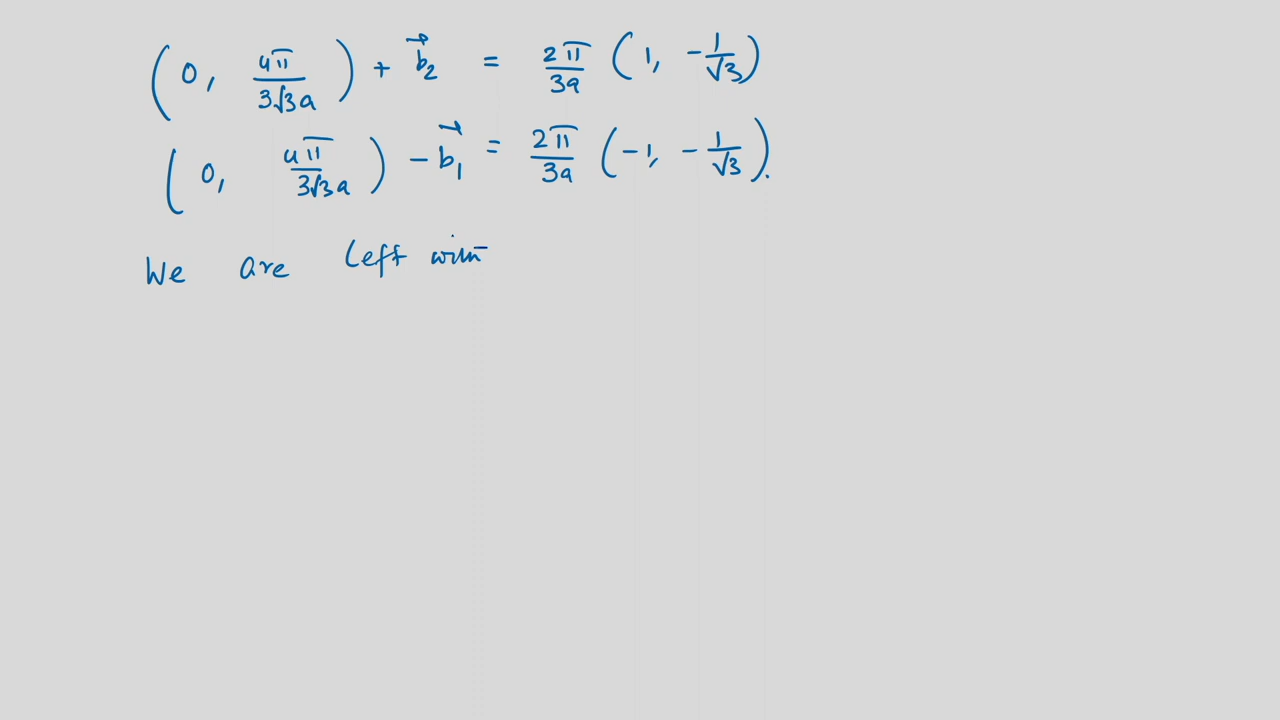 (0, 4π/3√3a) + b⃗₂ = 2π/3a (1, -1/√3)
(0, 4π/3√3a) - b⃗₁ = 2π/3a (-1, -1/√3).
We are left with